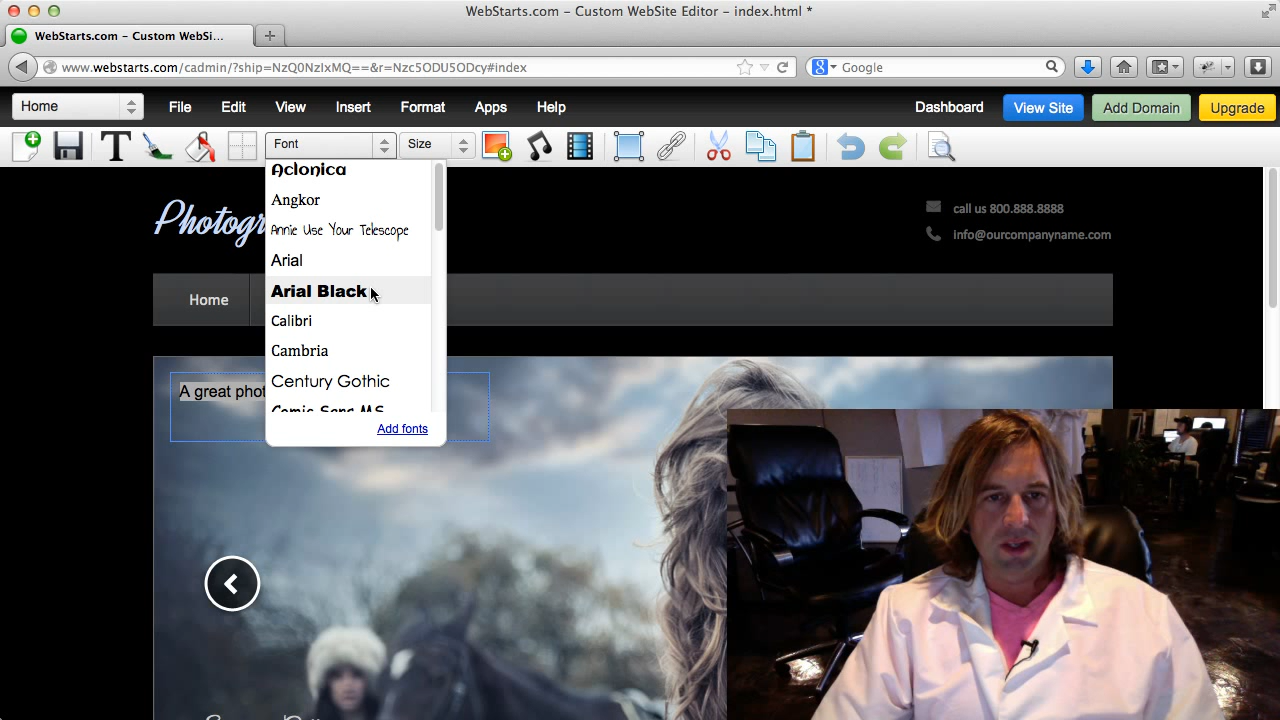 WebStarts.com – Custom WebSite Editor – index.html *
WebStarts.com – Custom WebSi...
www.webstarts.com/cadmin/?ship=NzQ0NzIxMQ==&r=Nzc5ODU5ODcy#index
Google
Home File Edit View Insert Format Apps Help Dashboard View Site Add Domain Upgrade
T Font Size
Aclonica
Angkor
Annie Use Your Telescope
Arial
Arial Black
Calibri
Cambria
Century Gothic
Comic Sans MS
Add fonts
Photogr
call us 800.888.8888
info@ourcompanyname.com
Home
A great phot